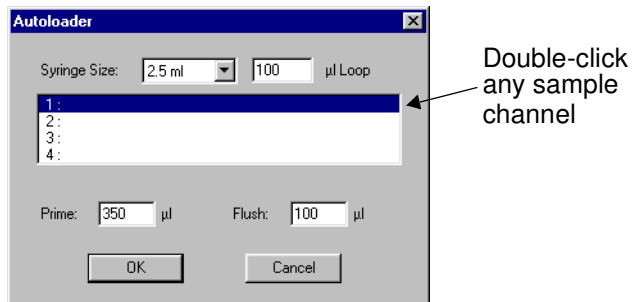 Autoloader
Syringe Size: 2.5 ml 100 µl Loop
1 :
2 :
3 :
4 :
Prime: 350 µl Flush: 100 µl
OK Cancel
Double-click
any sample
channel